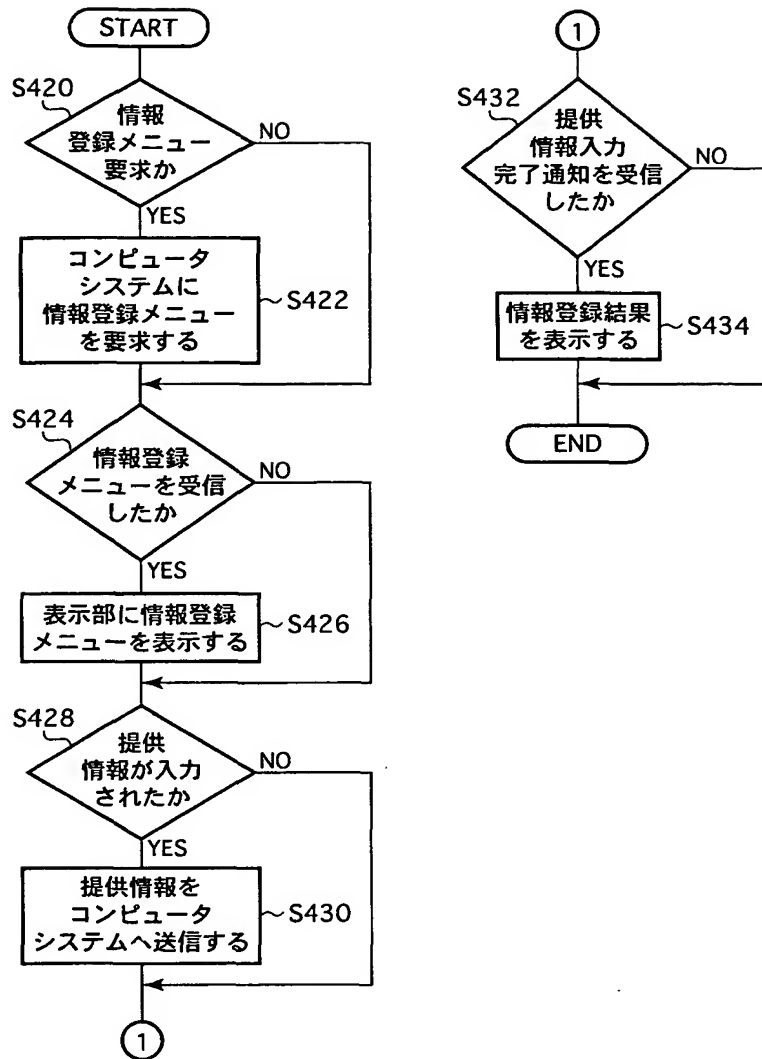 START
S420
情報
登録メニュー
要求か
NO
YES
コンピュータ
システムに
情報登録メニュー
を要求する
S422
S424
情報登録
メニューを受信
したか
NO
YES
表示部に情報登録
メニューを表示する
S426
S428
提供
情報が入力
されたか
NO
YES
提供情報を
コンピュータ
システムへ送信する
S430
1
1
S432
提供
情報入力
完了通知を受信
したか
NO
YES
情報登録結果
を表示する
S434
END